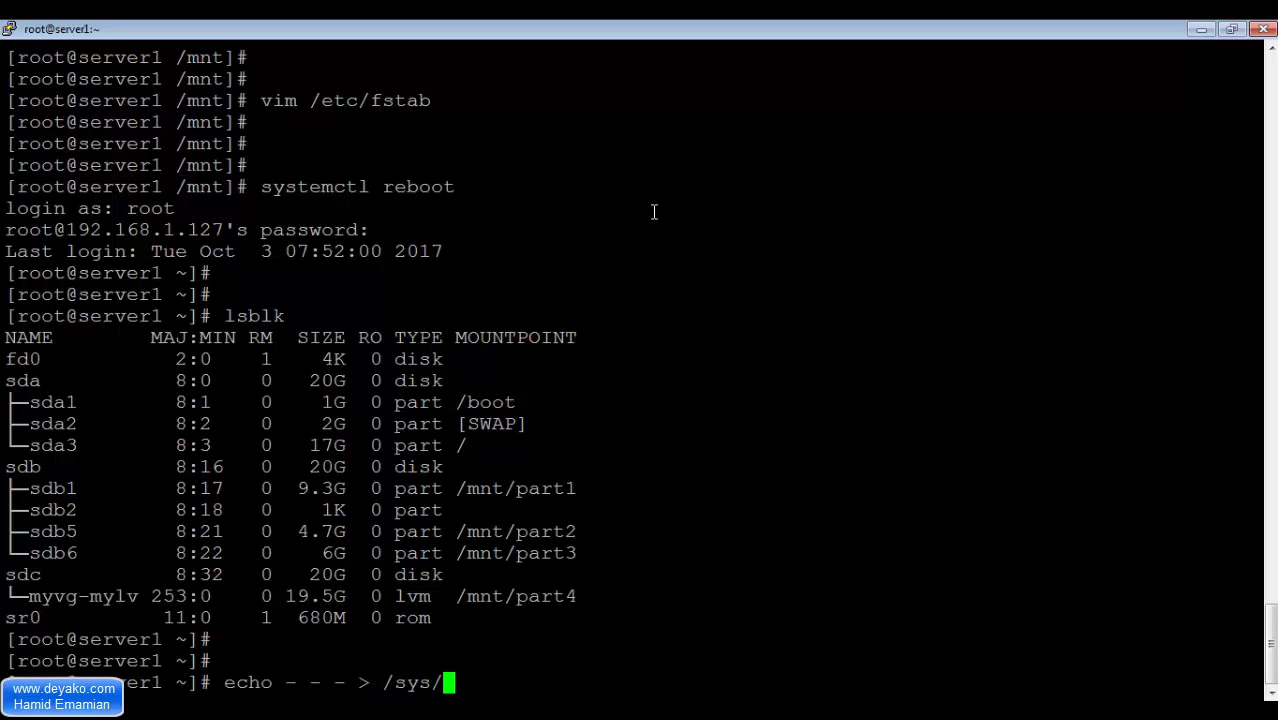 root@server1:~
[root@server1 /mnt]#
[root@server1 /mnt]#
[root@server1 /mnt]# vim /etc/fstab
[root@server1 /mnt]#
[root@server1 /mnt]#
[root@server1 /mnt]#
[root@server1 /mnt]# systemctl reboot
login as: root
root@192.168.1.127's password:
Last login: Tue Oct  3 07:52:00 2017
[root@server1 ~]#
[root@server1 ~]#
[root@server1 ~]# lsblk
NAME        MAJ:MIN RM  SIZE RO TYPE MOUNTPOINT
fd0           2:0    1    4K  0 disk
sda           8:0    0   20G  0 disk
├─sda1        8:1    0    1G  0 part /boot
├─sda2        8:2    0    2G  0 part [SWAP]
└─sda3        8:3    0   17G  0 part /
sdb           8:16   0   20G  0 disk
├─sdb1        8:17   0  9.3G  0 part /mnt/part1
├─sdb2        8:18   0    1K  0 part
├─sdb5        8:21   0  4.7G  0 part /mnt/part2
└─sdb6        8:22   0    6G  0 part /mnt/part3
sdc           8:32   0   20G  0 disk
└─myvg-mylv 253:0    0 19.5G  0 lvm  /mnt/part4
sr0          11:0    1  680M  0 rom
[root@server1 ~]#
[root@server1 ~]#
[root@server1 ~]# echo - - - > /sys/
www.deyako.com
Hamid Emamian